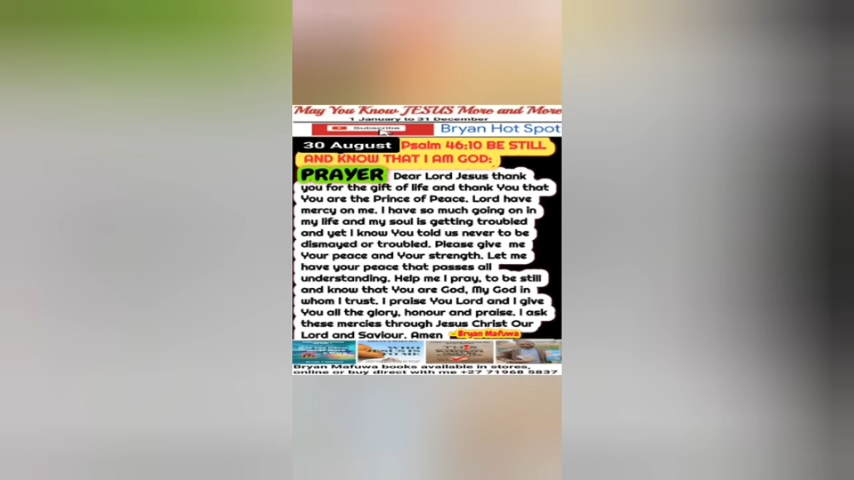 May You Know JESUS More and More
1 January to 31 December
Subscribe
Bryan Hot Spot
30 August Psalm 46:10 BE STILL
AND KNOW THAT I AM GOD:
PRAYER Dear Lord Jesus thank
you for the gift of life and thank You that
You are the Prince of Peace. Lord have
mercy on me. I have so much going on in
my life and my soul is getting troubled
and yet I know You told us never to be
dismayed or troubled. Please give me
Your peace and Your strength. Let me
have your peace that passes all
understanding. Help me I pray, to be still
and know that You are God, My God in
whom I trust. I praise You Lord and I give
You all the glory, honour and praise. I ask
these mercies through Jesus Christ Our
Lord and Saviour. Amen - Bryan Mafuwa
Bryan Mafuwa books available in stores,
online or buy direct with me +27 71968 5837